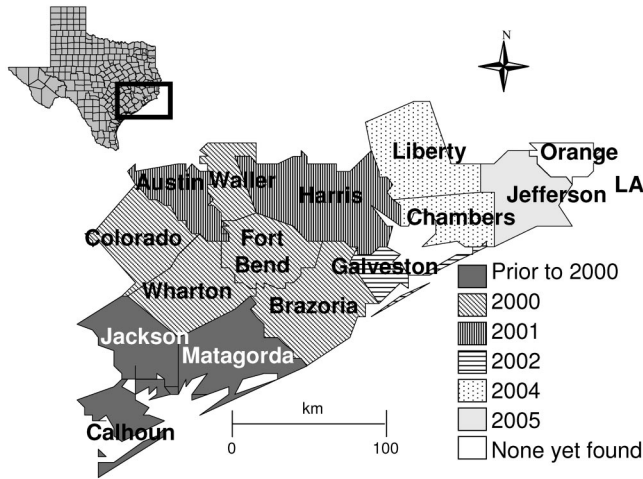 N
Liberty
Orange
Austin
Waller
Harris
Jefferson
LA
Chambers
Colorado
Fort
Bend
Galveston
Wharton
Brazoria
Jackson
Matagorda
Calhoun
km
0
100
Prior to 2000
2000
2001
2002
2004
2005
None yet found